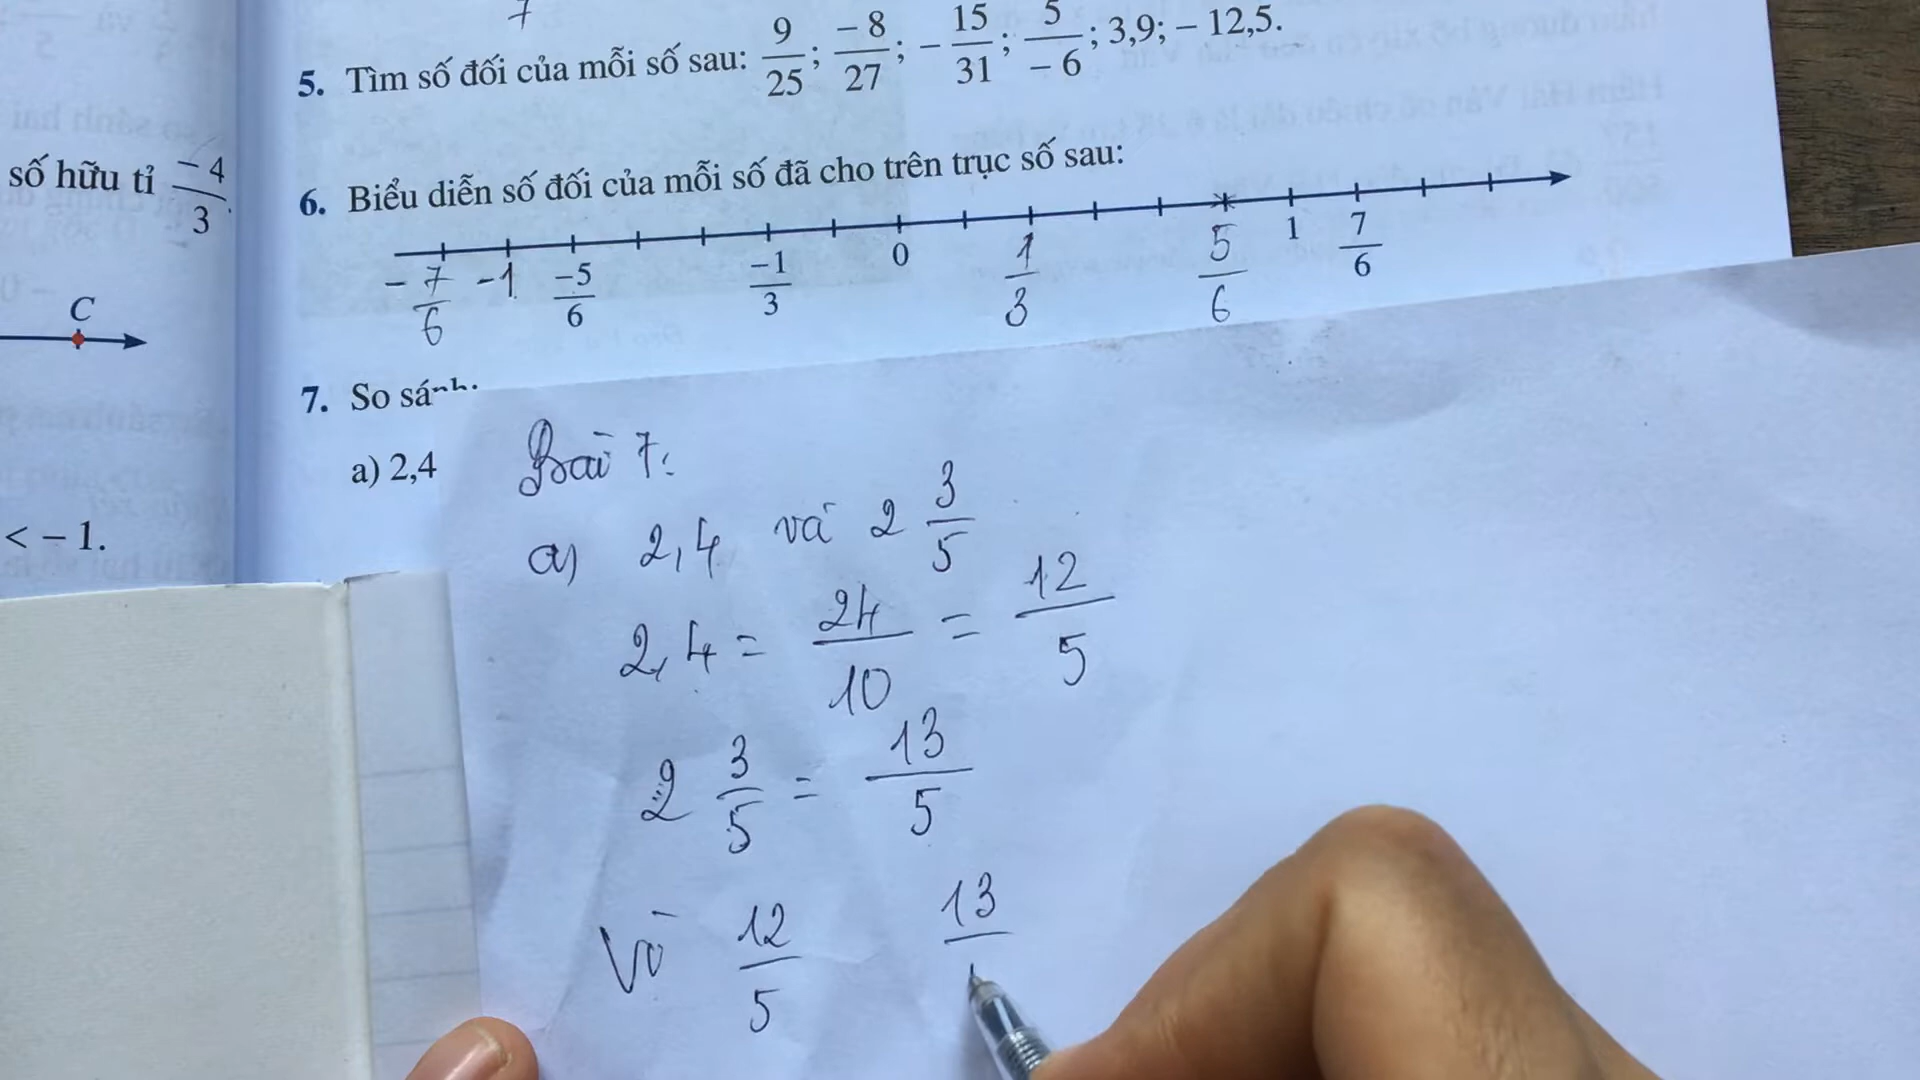 7
5. Tìm số đối của mỗi số sau: 9/25; -8/27; -15/31; 5/-6; 3,9; -12,5.
số hữu tỉ -4/3.
6. Biểu diễn số đối của mỗi số đã cho trên trục số sau:
-7/6 -1 -5/6 -1/3 0 1/3 5/6 1 7/6
C
7. So sánh:
a) 2,4
< -1.
Bài 7:
a) 2,4 và 2 3/5
2,4 = 24/10 = 12/5
2 3/5 = 13/5
Vì 12/5 13